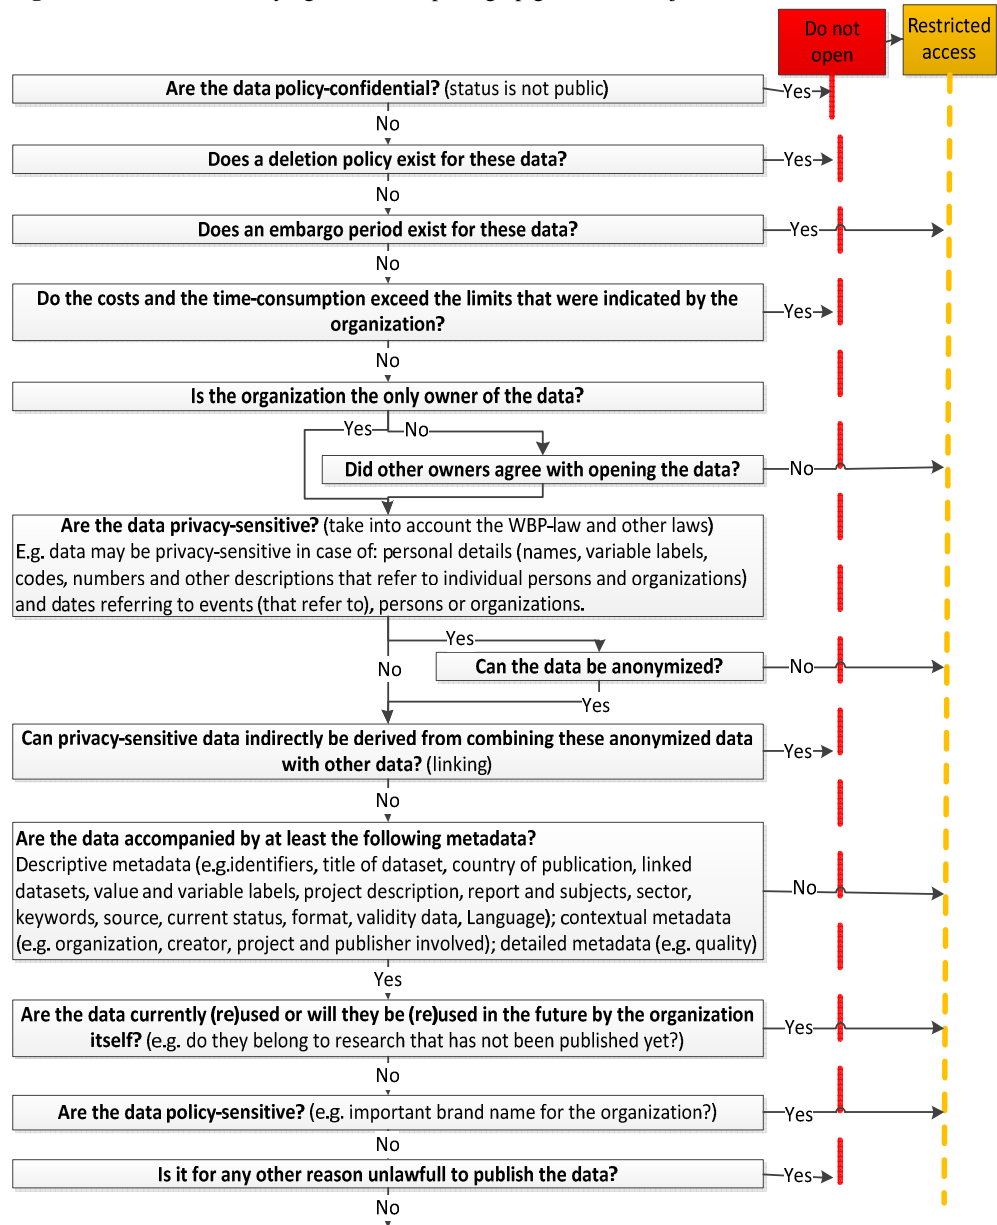 Do not
open
Restricted
access
Are the data policy-confidential? (status is not public)
Yes
No
Does a deletion policy exist for these data?
Yes
No
Does an embargo period exist for these data?
Yes
No
Do the costs and the time-consumption exceed the limits that were indicated by the
organization?
Yes
No
Is the organization the only owner of the data?
Yes
No
Did other owners agree with opening the data?
No
Are the data privacy-sensitive? (take into account the WBP-law and other laws)
E.g. data may be privacy-sensitive in case of: personal details (names, variable labels,
codes, numbers and other descriptions that refer to individual persons and organizations)
and dates referring to events (that refer to), persons or organizations.
Yes
No
Can the data be anonymized?
No
Yes
Can privacy-sensitive data indirectly be derived from combining these anonymized data
with other data? (linking)
Yes
No
Are the data accompanied by at least the following metadata?
Descriptive metadata (e.g.identifiers, title of dataset, country of publication, linked
datasets, value and variable labels, project description, report and subjects, sector,
keywords, source, current status, format, validity data, Language); contextual metadata
(e.g. organization, creator, project and publisher involved); detailed metadata (e.g. quality)
No
Yes
Are the data currently (re)used or will they be (re)used in the future by the organization
itself? (e.g. do they belong to research that has not been published yet?)
Yes
No
Are the data policy-sensitive? (e.g. important brand name for the organization?)
Yes
No
Is it for any other reason unlawfull to publish the data?
Yes
No